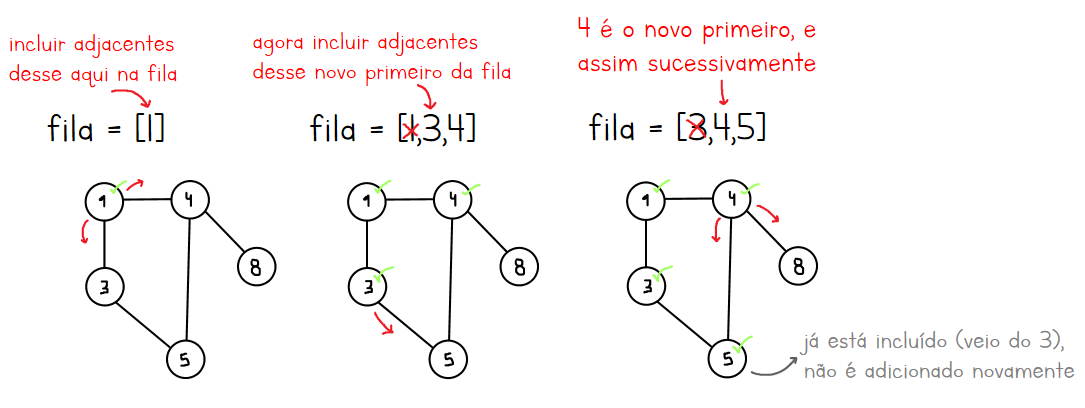 incluir adjacentes
desse aqui na fila
fila = [1]
1
4
3
8
5
agora incluir adjacentes
desse novo primeiro da fila
fila = [1,3,4]
1
4
3
8
5
4 é o novo primeiro, e
assim sucessivamente
fila = [3,4,5]
1
4
3
8
5
já está incluído (veio do 3),
não é adicionado novamente